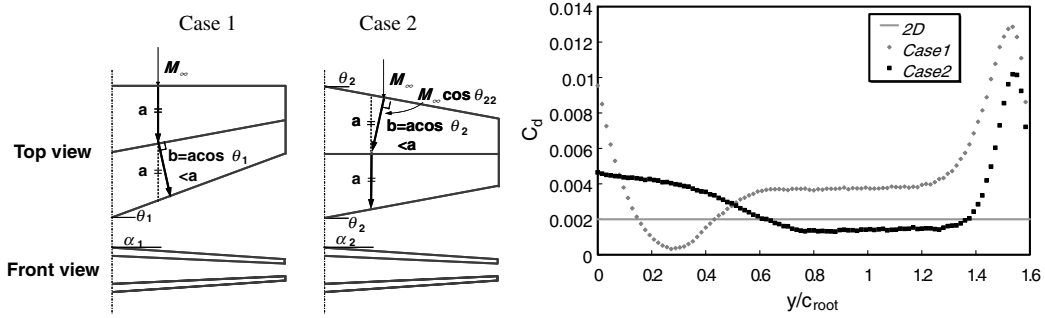 Case 1
Case 2
Top view
M∞
a
b=acos θ1
<a
a
θ1
θ2
M∞
M∞ cos θ22
a
b=acos θ2
<a
a
θ2
Front view
α1
α2
0.014
0.012
0.010
0.008
0.006
0.004
0.002
0
Cd
2D
Case1
Case2
0
0.2
0.4
0.6
0.8
1
1.2
1.4
1.6
y/croot